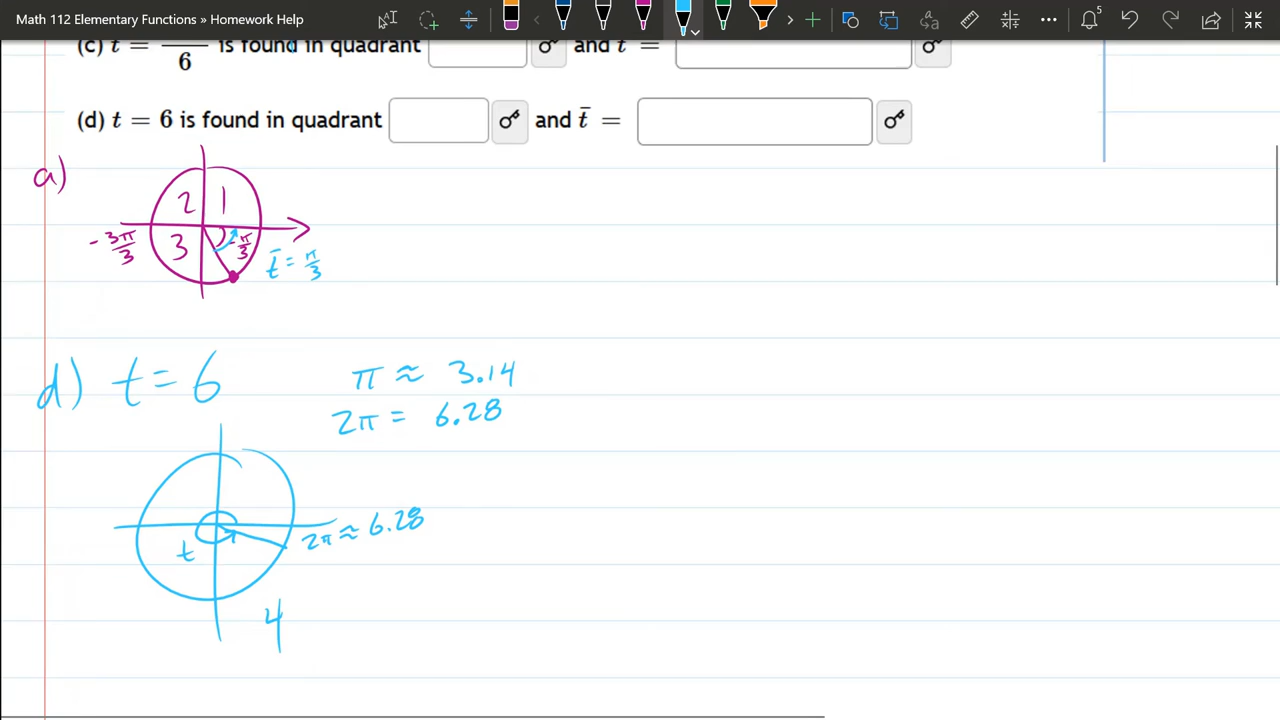 Math 112 Elementary Functions » Homework Help
5
(c) t = — 6 is found in quadrant and t =
(d) t = 6 is found in quadrant and t̄ =
a)
2 1
3
- 3π/3
- π/3
t̄ = π/3
d) t = 6
π ≈ 3.14
2π = 6.28
t
2π ≈ 6.28
4